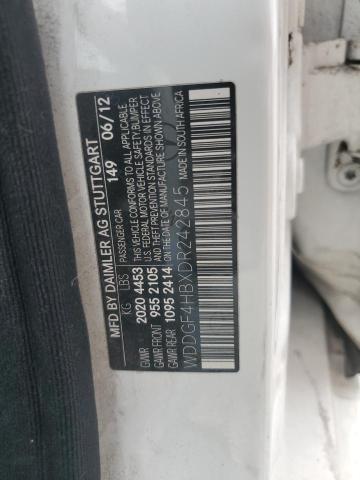 MFD BY DAIMLER AG STUTTGART
149 06/12
KG LBS PASSENGER CAR
GVWR 2020 4453 THIS VEHICLE CONFORMS TO ALL APPLICABLE
FEDERAL MOTOR VEHICLE SAFETY, BUMPER
GAWR FRONT 955 2105 & THEFT PREVENTION STANDARDS IN EFFECT
GAWR REAR 1095 2414 ON DATE OF MANUFACTURE SHOWN ABOVE
MADE IN SOUTH AFRICA
WDDGF4HBXDR242845